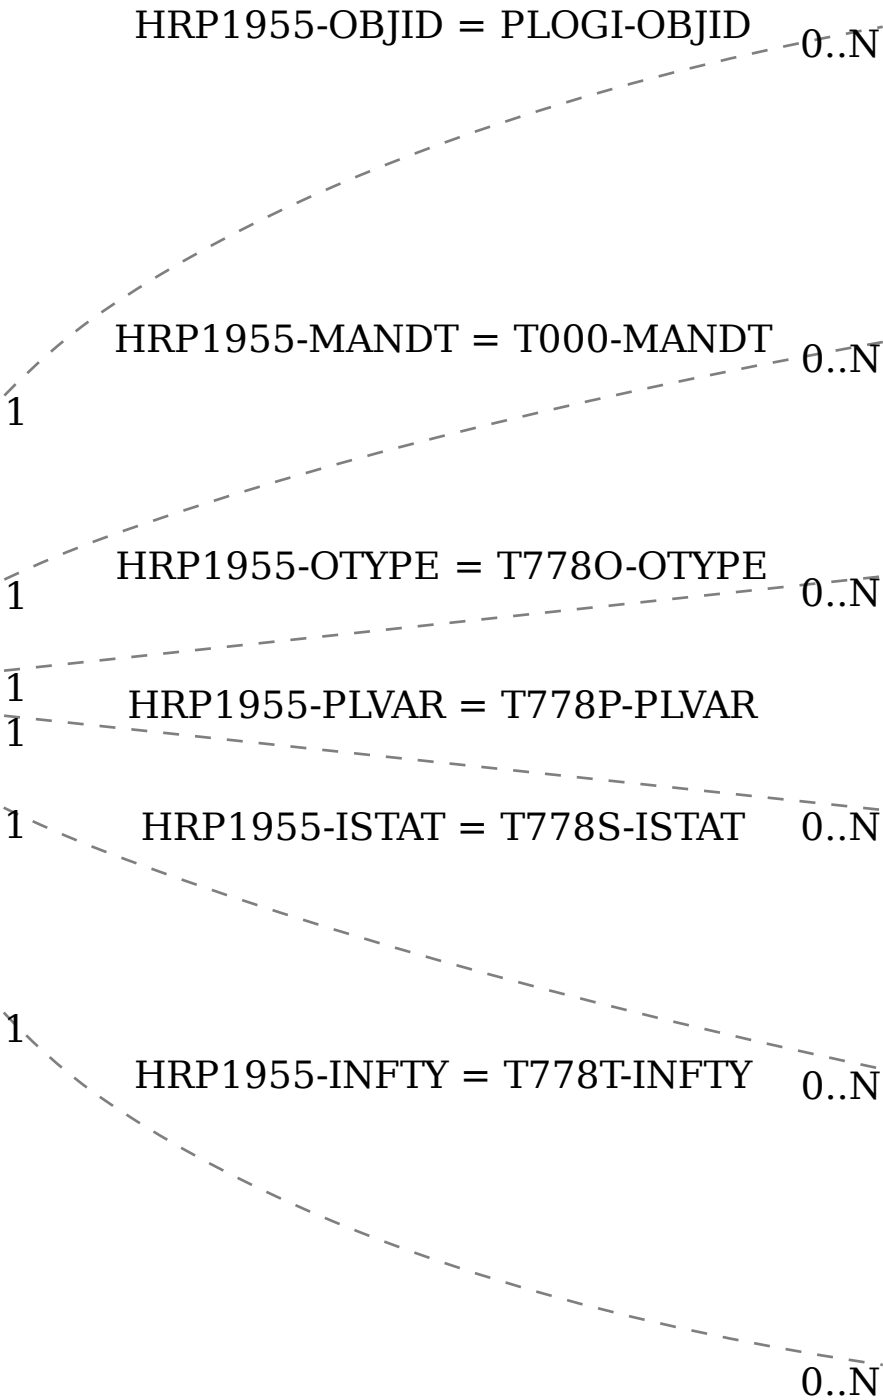 HRP1955-OBJID = PLOGI-OBJID
0..N
HRP1955-MANDT = T000-MANDT
0..N
1
HRP1955-OTYPE = T778O-OTYPE
0..N
1
1
HRP1955-PLVAR = T778P-PLVAR
1
HRP1955-ISTAT = T778S-ISTAT
0..N
1
1
HRP1955-INFTY = T778T-INFTY
0..N
0..N